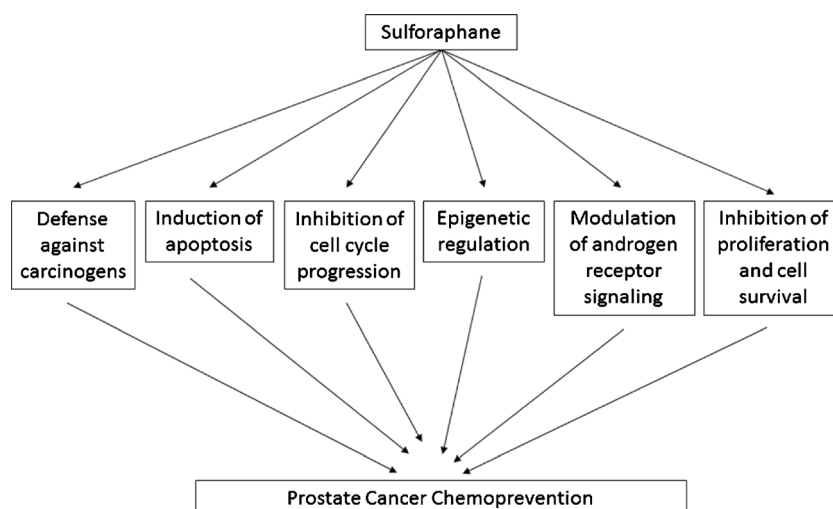 Sulforaphane
Defense
against
carcinogens
Induction of
apoptosis
Inhibition of
cell cycle
progression
Epigenetic
regulation
Modulation
of androgen
receptor
signaling
Inhibition of
proliferation
and cell
survival
Prostate Cancer Chemoprevention